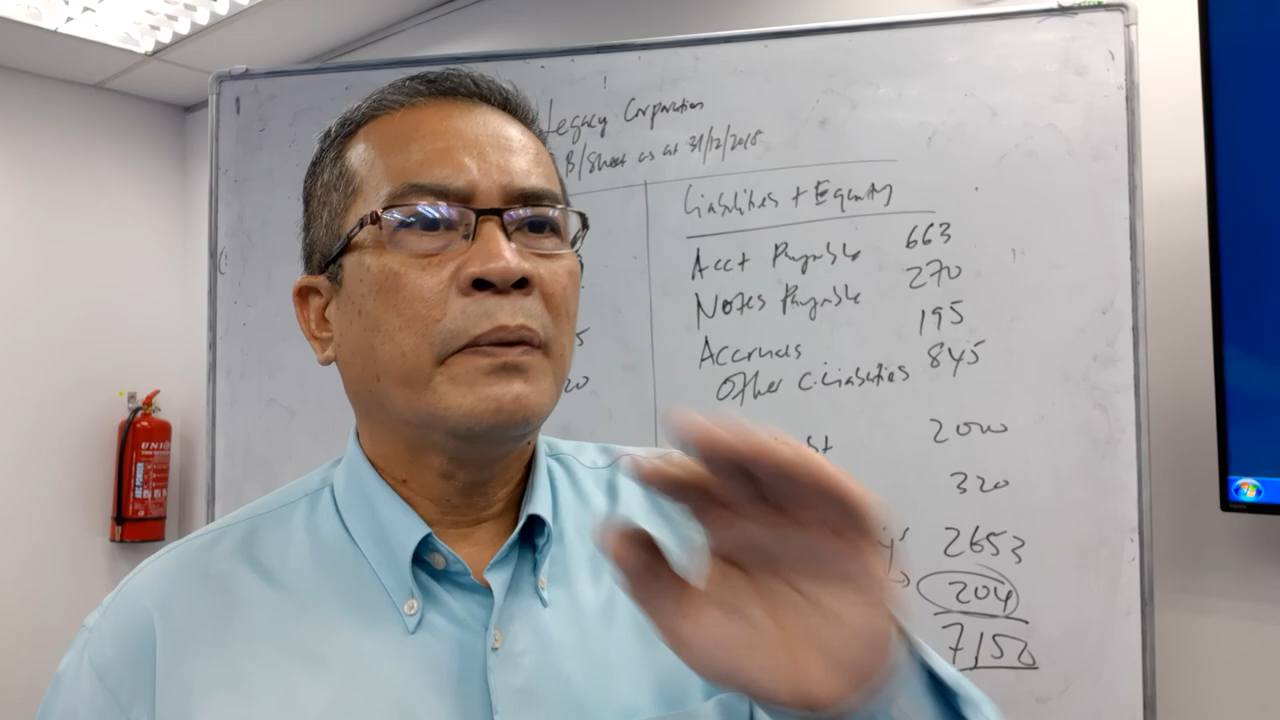 Legacy Corporation
B/Sheet as at 31/12/2018
Liabilities + Equity
Acct Payable 663
Notes Payable 270
Accruals 195
Other C.Liabilities 845
2000
320
2653
204
7150